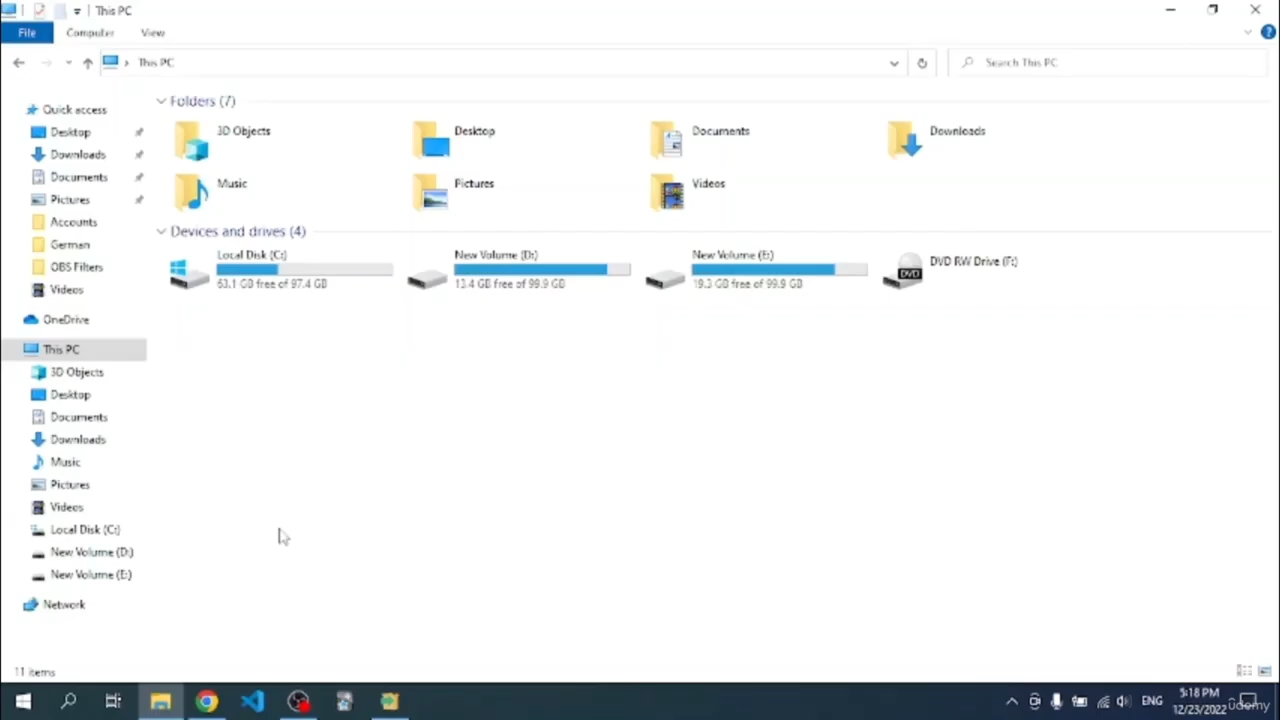 This PC
File Computer View
This PC
Search This PC
Quick access
Desktop
Downloads
Documents
Pictures
Accounts
German
OBS Filters
Videos
OneDrive
This PC
3D Objects
Desktop
Documents
Downloads
Music
Pictures
Videos
Local Disk (C:)
New Volume (D:)
New Volume (E:)
Network
Folders (7)
3D Objects
Desktop
Documents
Downloads
Music
Pictures
Videos
Devices and drives (4)
Local Disk (C:)
63.1 GB free of 97.4 GB
New Volume (D:)
13.4 GB free of 99.9 GB
New Volume (E:)
19.3 GB free of 99.9 GB
DVD
DVD RW Drive (F:)
11 items
ENG
5:18 PM
12/23/2022
udemy